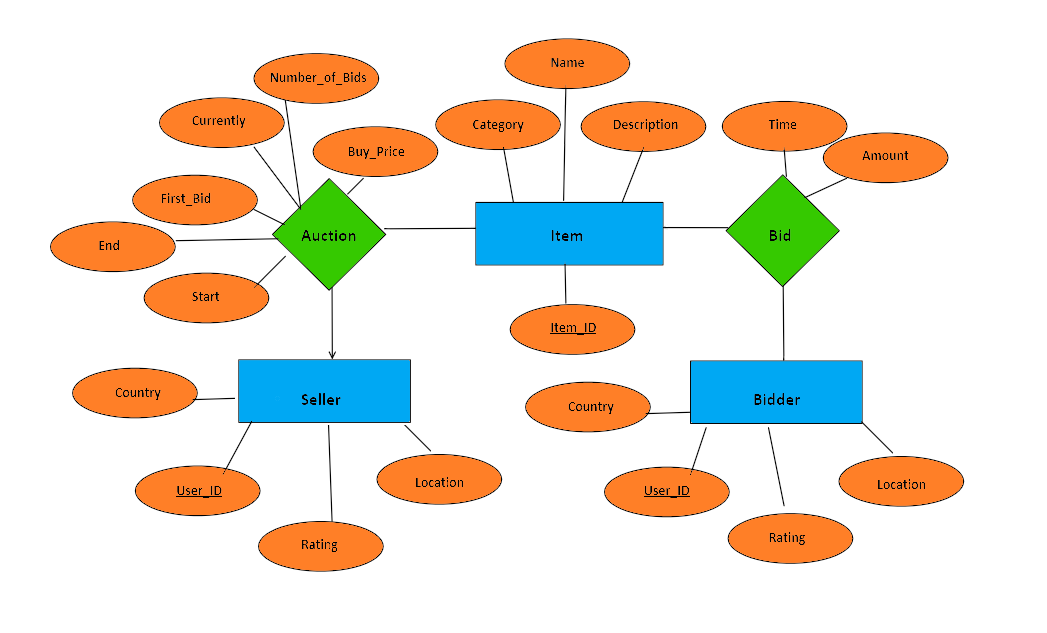 Name
Number_of_Bids
Currently
Category
Description
Time
Buy_Price
Amount
First_Bid
End
Auction
Item
Bid
Start
Item_ID
Country
Seller
Country
Bidder
User_ID
Location
User_ID
Location
Rating
Rating